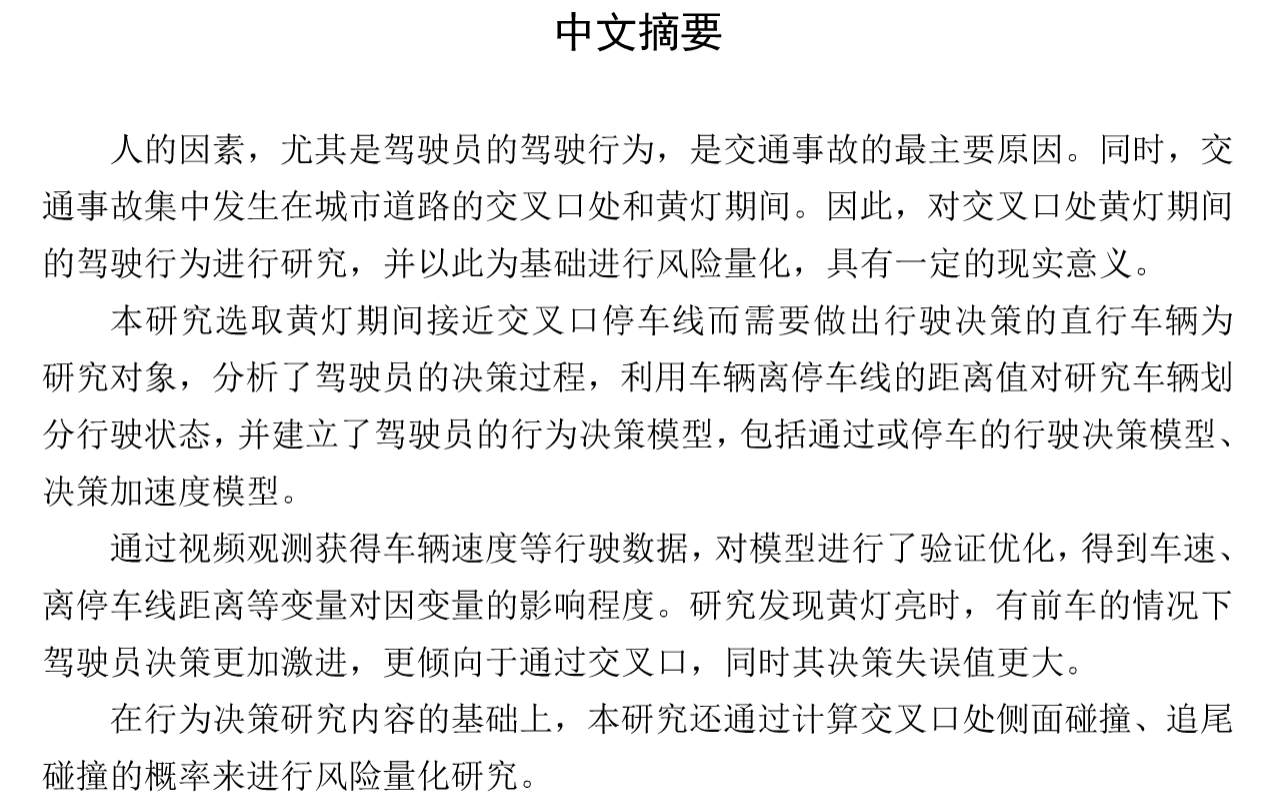 中文摘要
人的因素，尤其是驾驶员的驾驶行为，是交通事故的最主要原因。同时，交
通事故集中发生在城市道路的交叉口处和黄灯期间。因此，对交叉口处黄灯期间
的驾驶行为进行研究，并以此为基础进行风险量化，具有一定的现实意义。
本研究选取黄灯期间接近交叉口停车线而需要做出行驶决策的直行车辆为
研究对象，分析了驾驶员的决策过程，利用车辆离停车线的距离值对研究车辆划
分行驶状态，并建立了驾驶员的行为决策模型，包括通过或停车的行驶决策模型、
决策加速度模型。
通过视频观测获得车辆速度等行驶数据，对模型进行了验证优化，得到车速、
离停车线距离等变量对因变量的影响程度。研究发现黄灯亮时，有前车的情况下
驾驶员决策更加激进，更倾向于通过交叉口，同时其决策失误值更大。
在行为决策研究内容的基础上，本研究还通过计算交叉口处侧面碰撞、追尾
碰撞的概率来进行风险量化研究。